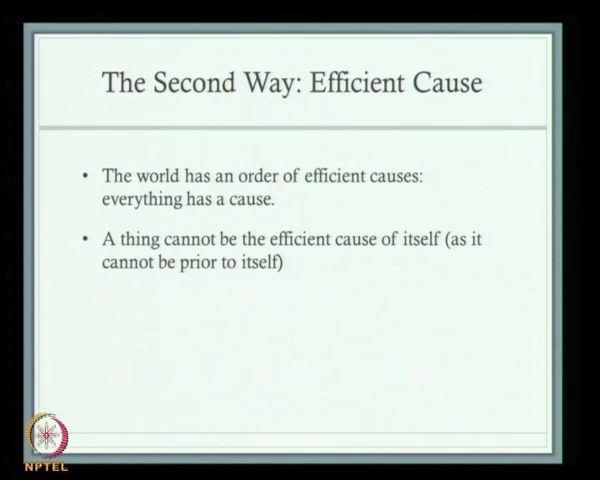 The Second Way: Efficient Cause
• The world has an order of efficient causes:
everything has a cause.
• A thing cannot be the efficient cause of itself (as it
cannot be prior to itself)
NPTEL